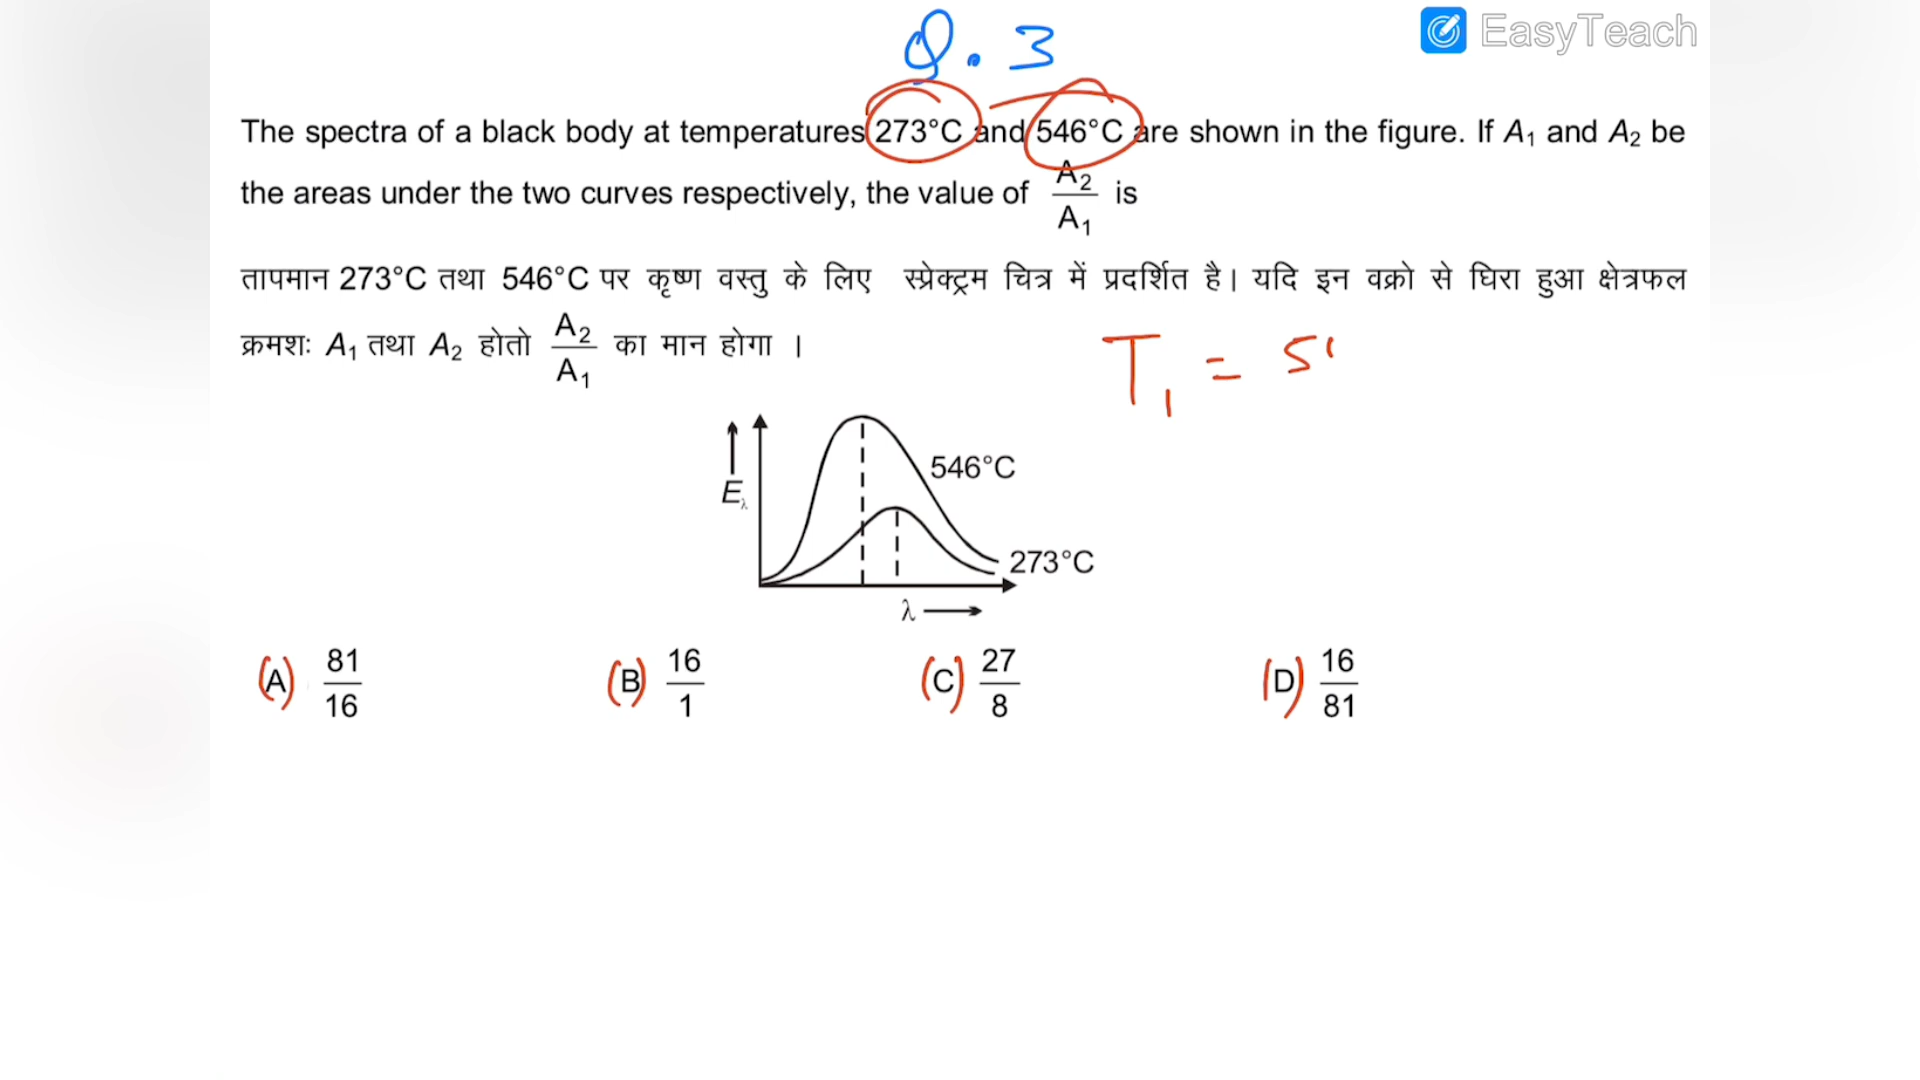 Q. 3
EasyTeach
The spectra of a black body at temperatures 273°C and 546°C are shown in the figure. If A₁ and A₂ be
the areas under the two curves respectively, the value of A₂/A₁ is
तापमान 273°C तथा 546°C पर कृष्ण वस्तु के लिए स्प्रेक्ट्रम चित्र में प्रदर्शित है। यदि इन वक्रो से घिरा हुआ क्षेत्रफल
क्रमशः A₁ तथा A₂ होतो A₂/A₁ का मान होगा ।
T₁ = 5
Eλ
546°C
273°C
λ
(A) 81/16 (B) 16/1 (C) 27/8 (D) 16/81